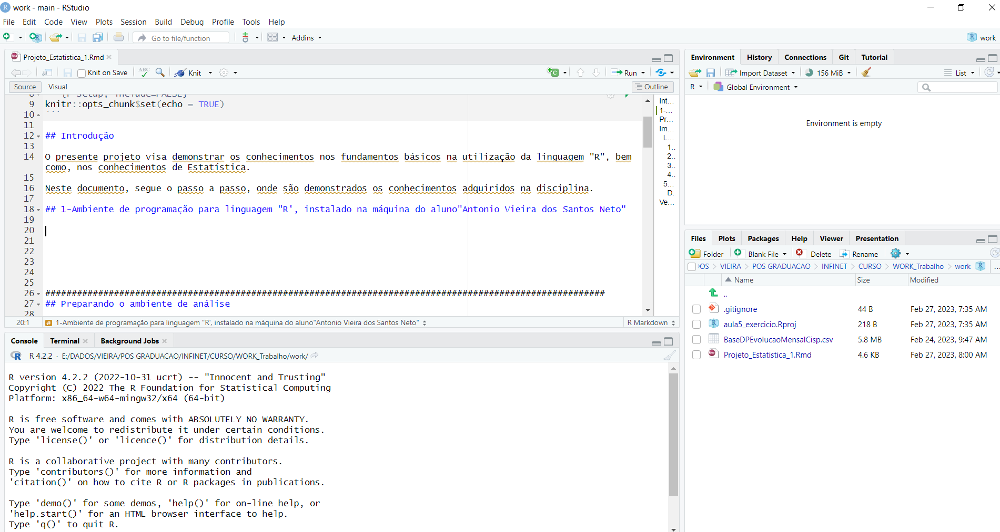 work - main - RStudio
File Edit Code View Plots Session Build Debug Profile Tools Help
Go to file/function Addins work
Projeto_Estatistica_1.Rmd
Knit on Save ABC Knit Run
Source Visual Outline
9 knitr::opts_chunk$set(echo = TRUE)
10 ```
11
12 ## Introdução
13
14 O presente projeto visa demonstrar os conhecimentos nos fundamentos básicos na utilização da linguagem "R", bem
como, nos conhecimentos de Estatística.
15
16 Neste documento, segue o passo a passo, onde são demonstrados os conhecimentos adquiridos na disciplina.
17
18 ## 1-Ambiente de programação para linguagem "R', instalado na máquina do aluno"Antonio Vieira dos Santos Neto"
19
20
21
22
23
24
25
26 ##########################################################################################################
27 ## Preparando o ambiente de análise
28
Int...
1-...
Pr...
Im...
L...
1..
2..
3..
4..
5...
D.
Ve...
20:1 # 1-Ambiente de programação para linguagem "R', instalado na máquina do aluno"Antonio Vieira dos Santos Neto" R Markdown
Console Terminal Background Jobs
R 4.2.2 · E:/DADOS/VIEIRA/POS GRADUACAO/INFINET/CURSO/WORK_Trabalho/work/
R version 4.2.2 (2022-10-31 ucrt) -- "Innocent and Trusting"
Copyright (C) 2022 The R Foundation for Statistical Computing
Platform: x86_64-w64-mingw32/x64 (64-bit)
R is free software and comes with ABSOLUTELY NO WARRANTY.
You are welcome to redistribute it under certain conditions.
Type 'license()' or 'licence()' for distribution details.
R is a collaborative project with many contributors.
Type 'contributors()' for more information and
'citation()' on how to cite R or R packages in publications.
Type 'demo()' for some demos, 'help()' for on-line help, or
'help.start()' for an HTML browser interface to help.
Type 'q()' to quit R.
Environment History Connections Git Tutorial
Import Dataset 156 MiB List
R Global Environment
Environment is empty
Files Plots Packages Help Viewer Presentation
Folder Blank File Delete Rename
OS VIEIRA POS GRADUACAO INFINET CURSO WORK_Trabalho work ...
Name Size Modified
..
.gitignore 44 B Feb 27, 2023, 7:35 AM
aula5_exercicio.Rproj 218 B Feb 27, 2023, 7:35 AM
BaseDPEvolucaoMensalCisp.csv 5.8 MB Feb 24, 2023, 9:47 AM
Projeto_Estatistica_1.Rmd 4.6 KB Feb 27, 2023, 8:00 AM